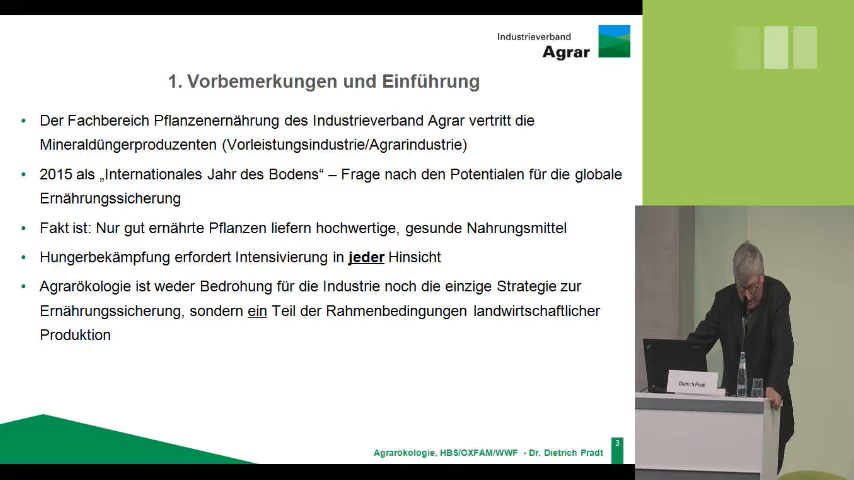 Industrieverband
Agrar
1. Vorbemerkungen und Einführung
• Der Fachbereich Pflanzenernährung des Industrieverband Agrar vertritt die
Mineraldüngerproduzenten (Vorleistungsindustrie/Agrarindustrie)
• 2015 als „Internationales Jahr des Bodens“ – Frage nach den Potentialen für die globale
Ernährungssicherung
• Fakt ist: Nur gut ernährte Pflanzen liefern hochwertige, gesunde Nahrungsmittel
• Hungerbekämpfung erfordert Intensivierung in jeder Hinsicht
• Agrarökologie ist weder Bedrohung für die Industrie noch die einzige Strategie zur
Ernährungssicherung, sondern ein Teil der Rahmenbedingungen landwirtschaftlicher
Produktion
Agrarökologie, HBS/OXFAM/WWF - Dr. Dietrich Pradt
3
Dietrich Pradt